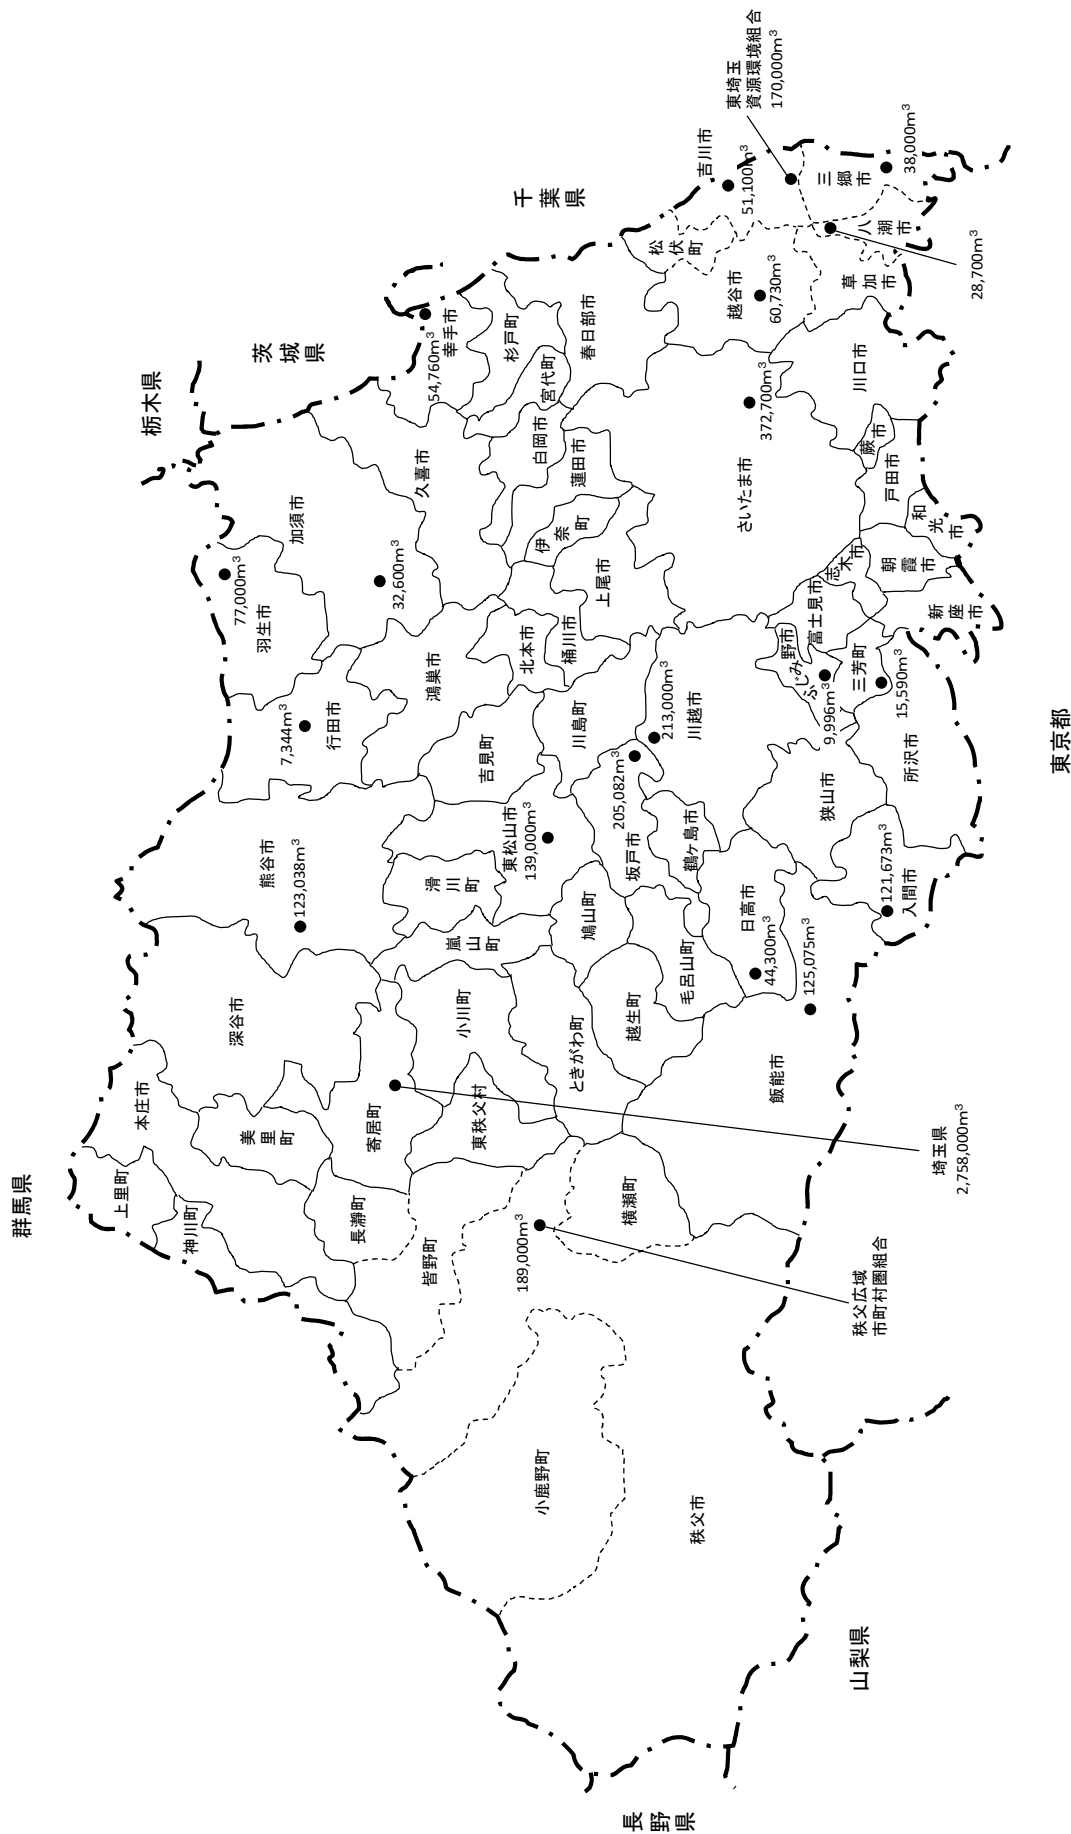 群馬県
栃木県
茨城県
千葉県
東京都
山梨県
長野県
上里町
神川町
本庄市
美里町
深谷市
熊谷市
123,038m³
行田市
7,344m³
羽生市
77,000m³
加須市
32,600m³
久喜市
幸手市
54,760m³
杉戸町
宮代町
春日部市
白岡市
蓮田市
伊奈町
上尾市
桶川市
北本市
鴻巣市
吉見町
川島町
東松山市
139,000m³
滑川町
嵐山町
小川町
寄居町
埼玉県
2,758,000m³
東秩父村
長瀞町
皆野町
小鹿野町
秩父市
189,000m³
秩父広域
市町村圏組合
横瀬町
ときがわ町
鳩山町
越生町
毛呂山町
坂戸市
205,082m³
鶴ヶ島市
日高市
44,300m³
飯能市
125,075m³
入間市
121,673m³
狭山市
所沢市
川越市
213,000m³
ふじみ野市
9,996m³
富士見市
三芳町
15,590m³
志木市
新座市
朝霞市
和光市
戸田市
蕨市
川口市
さいたま市
372,700m³
越谷市
60,730m³
松伏町
吉川市
51,100m³
東埼玉
資源環境組合
170,000m³
三郷市
38,000m³
八潮市
28,700m³
草加市